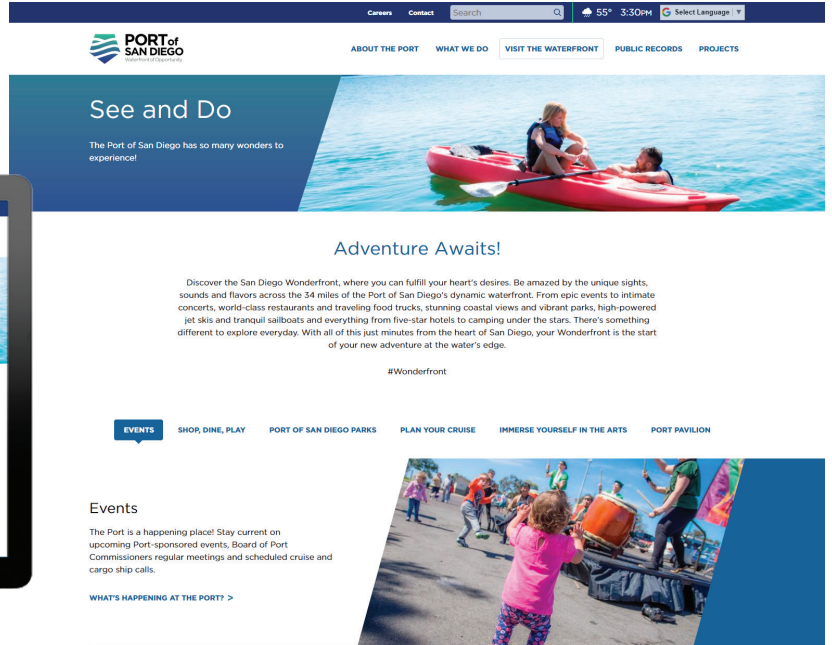 Careers Contact Search 55° 3:30PM Select Language ▼
PORT of
SAN DIEGO
Waterfront of Opportunity
ABOUT THE PORT WHAT WE DO VISIT THE WATERFRONT PUBLIC RECORDS PROJECTS
See and Do
The Port of San Diego has so many wonders to
experience!
Adventure Awaits!
Discover the San Diego Wonderfront, where you can fulfill your heart's desires. Be amazed by the unique sights,
sounds and flavors across the 34 miles of the Port of San Diego's dynamic waterfront. From epic events to intimate
concerts, world-class restaurants and traveling food trucks, stunning coastal views and vibrant parks, high-powered
jet skis and tranquil sailboats and everything from five-star hotels to camping under the stars. There's something
different to explore everyday. With all of this just minutes from the heart of San Diego, your Wonderfront is the start
of your new adventure at the water's edge.
#Wonderfront
EVENTS SHOP, DINE, PLAY PORT OF SAN DIEGO PARKS PLAN YOUR CRUISE IMMERSE YOURSELF IN THE ARTS PORT PAVILION
Events
The Port is a happening place! Stay current on
upcoming Port-sponsored events, Board of Port
Commissioners regular meetings and scheduled cruise and
cargo ship calls.
WHAT'S HAPPENING AT THE PORT? >